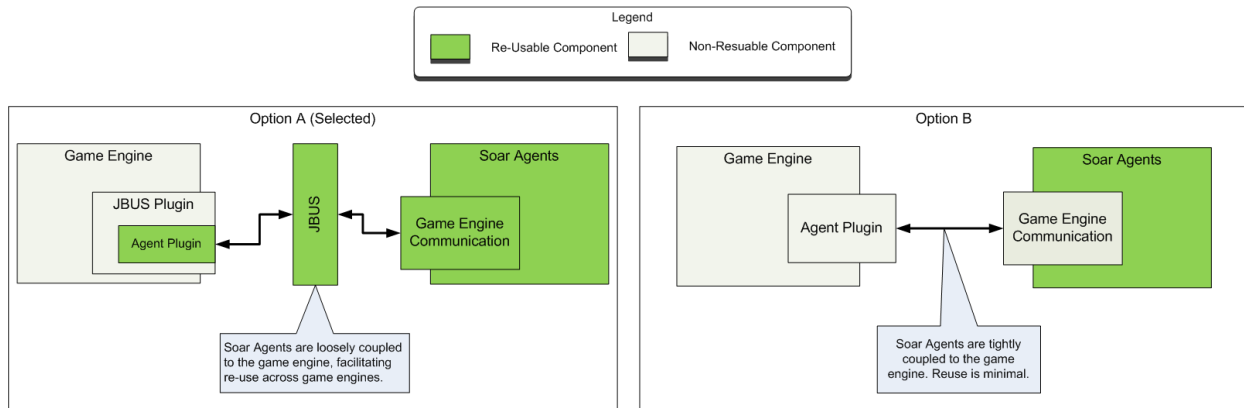 Legend
Re-Usable Component
Non-Resuable Component
Option A (Selected)
Game Engine
JBUS Plugin
Agent Plugin
JBUS
Soar Agents
Game Engine
Communication
Soar Agents are loosely coupled
to the game engine, facilitating
re-use across game engines.
Option B
Game Engine
Agent Plugin
Soar Agents
Game Engine
Communication
Soar Agents are tightly
coupled to the game
engine. Reuse is minimal.